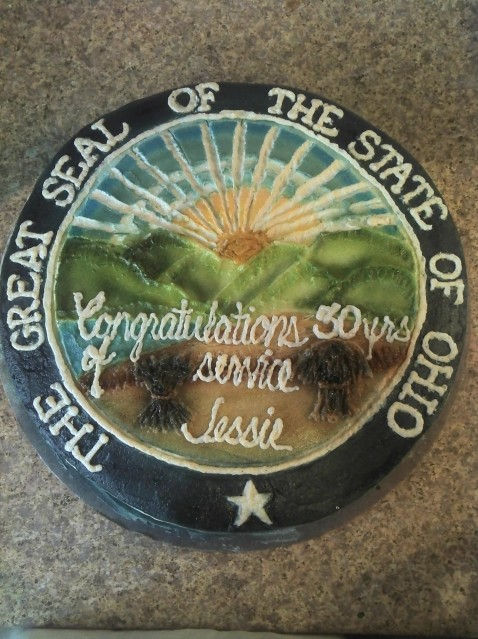 THE GREAT SEAL OF THE STATE OF OHIO
Congratulations 30 yrs
of service
Jessie